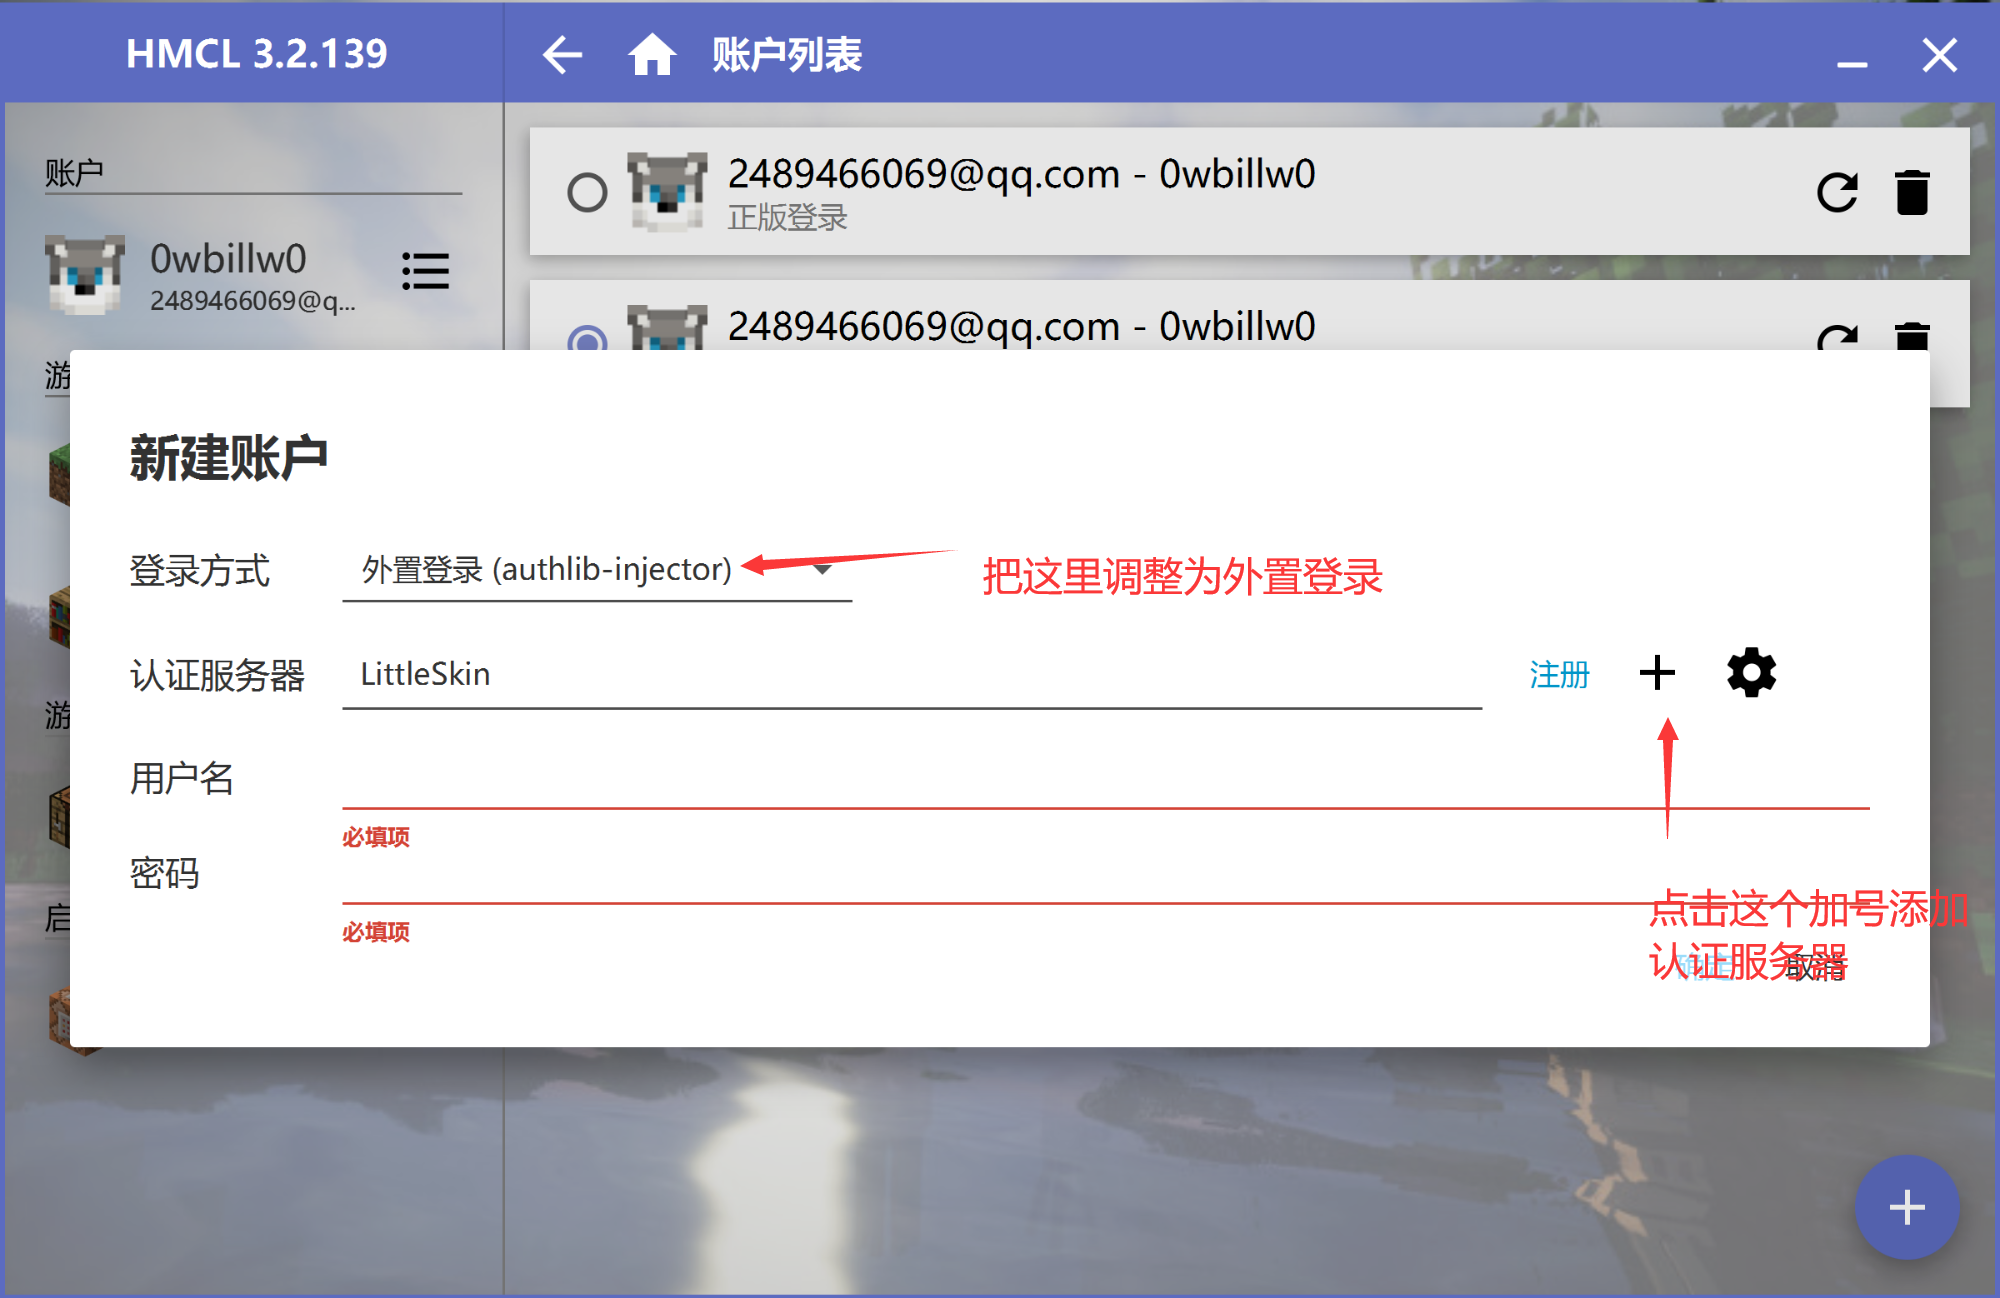 HMCL 3.2.139
账户列表
账户
0wbillw0
2489466069@q...
2489466069@qq.com - 0wbillw0
正版登录
2489466069@qq.com - 0wbillw0
游
游
启
新建账户
登录方式
外置登录 (authlib-injector)
把这里调整为外置登录
认证服务器
LittleSkin
注册
用户名
必填项
密码
必填项
点击这个加号添加
认证服务器
确定
取消